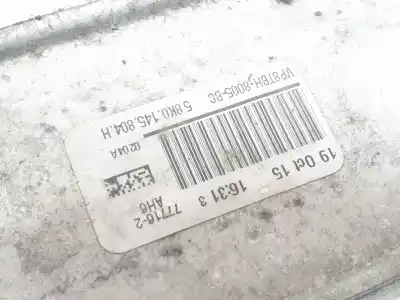 VP8TBH-8005-BC
5 8K0.145.804.H
0204A
19 Oct 15
16:31 3
77716-2
AH6